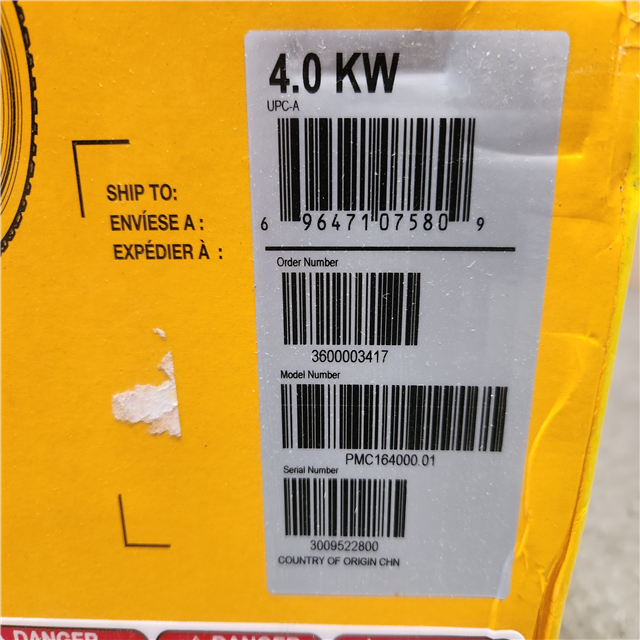 4.0 KW
UPC-A
6 96471 07580 9
SHIP TO:
ENVÍESE A :
EXPÉDIER À :
Order Number
3600003417
Model Number
PMC164000.01
Serial Number
3009522800
COUNTRY OF ORIGIN CHN
DANGER
DANGER